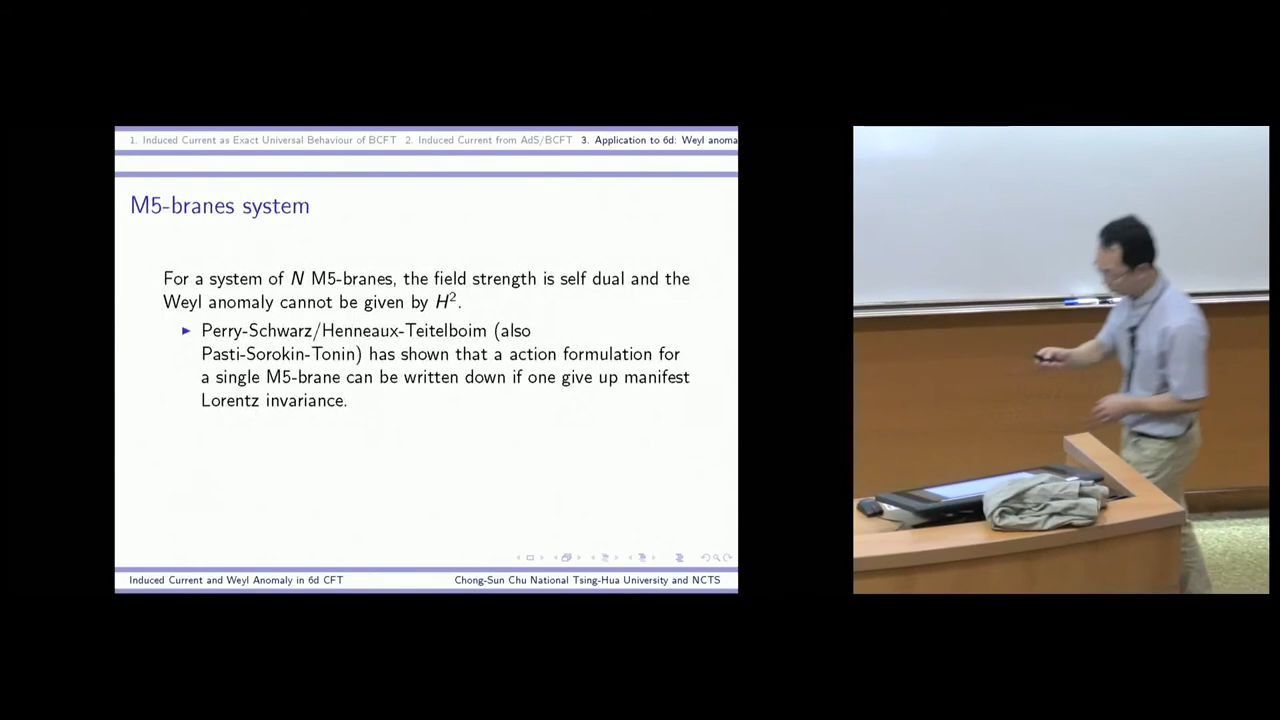 1. Induced Current as Exact Universal Behaviour of BCFT 2. Induced Current from AdS/BCFT 3. Application to 6d: Weyl anoma
M5-branes system
For a system of N M5-branes, the field strength is self dual and the
Weyl anomaly cannot be given by H².
▶ Perry-Schwarz/Henneaux-Teitelboim (also
Pasti-Sorokin-Tonin) has shown that a action formulation for
a single M5-brane can be written down if one give up manifest
Lorentz invariance.
Induced Current and Weyl Anomaly in 6d CFT
Chong-Sun Chu National Tsing-Hua University and NCTS